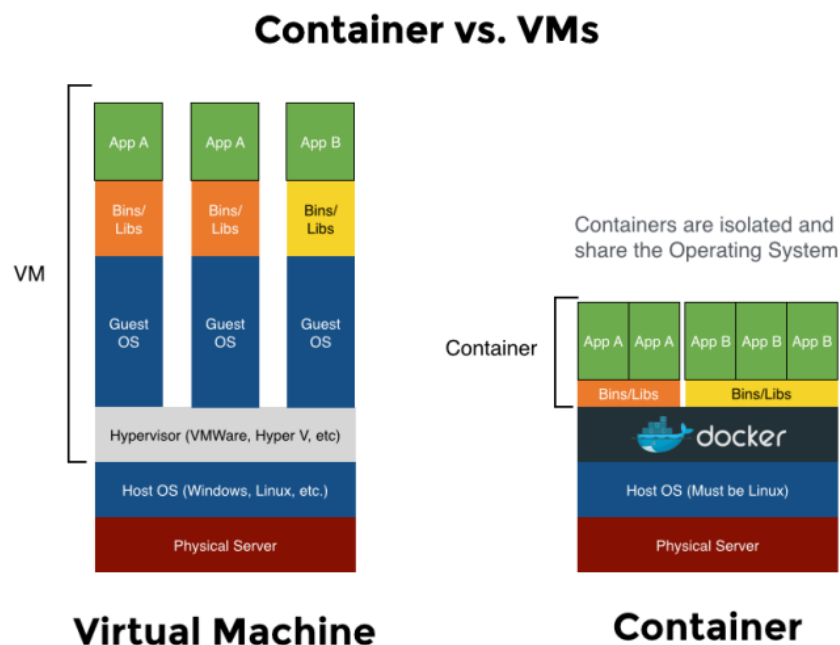 Container vs. VMs
VM
App A
App A
App B
Bins/
Libs
Bins/
Libs
Bins/
Libs
Guest
OS
Guest
OS
Guest
OS
Hypervisor (VMWare, Hyper V, etc)
Host OS (Windows, Linux, etc.)
Physical Server
Virtual Machine
Containers are isolated and
share the Operating System
Container
App A
App A
App B
App B
App B
Bins/Libs
Bins/Libs
docker
Host OS (Must be Linux)
Physical Server
Container